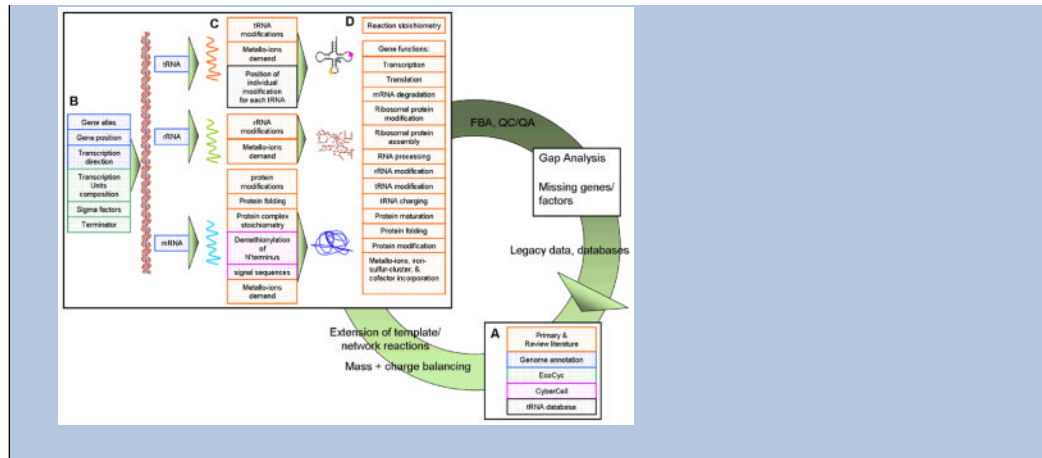 B
Gene alias
Gene position
Transcription
direction
Transcription
Units
composition
Sigma factors
Terminator
tRNA
rRNA
mRNA
C
tRNA
modifications
Metallo-ions
demand
Position of
individual
modification
for each tRNA
rRNA
modifications
Metallo-ions
demand
protein
modifications
Protein folding
Protein complex
stoichiometry
Demethionylation
of
N'terminus
signal sequences
Metallo-ions
demand
D
Reaction stoichiometry
Gene functions:
Transcription
Translation
mRNA degradation
Ribosomal protein
modification
Ribosomal protein
assembly
RNA processing
rRNA modification
tRNA modification
tRNA charging
Protein maturation
Protein folding
Protein modification
Metallo-ions, iron-
sulfur-cluster, &
cofactor incorporation
FBA, QC/QA
Gap Analysis
Missing genes/
factors
Legacy data, databases
A
Primary &
Review literature
Genome annotation
EcoCyc
CyberCell
tRNA database
Extension of template/
network reactions
Mass + charge balancing